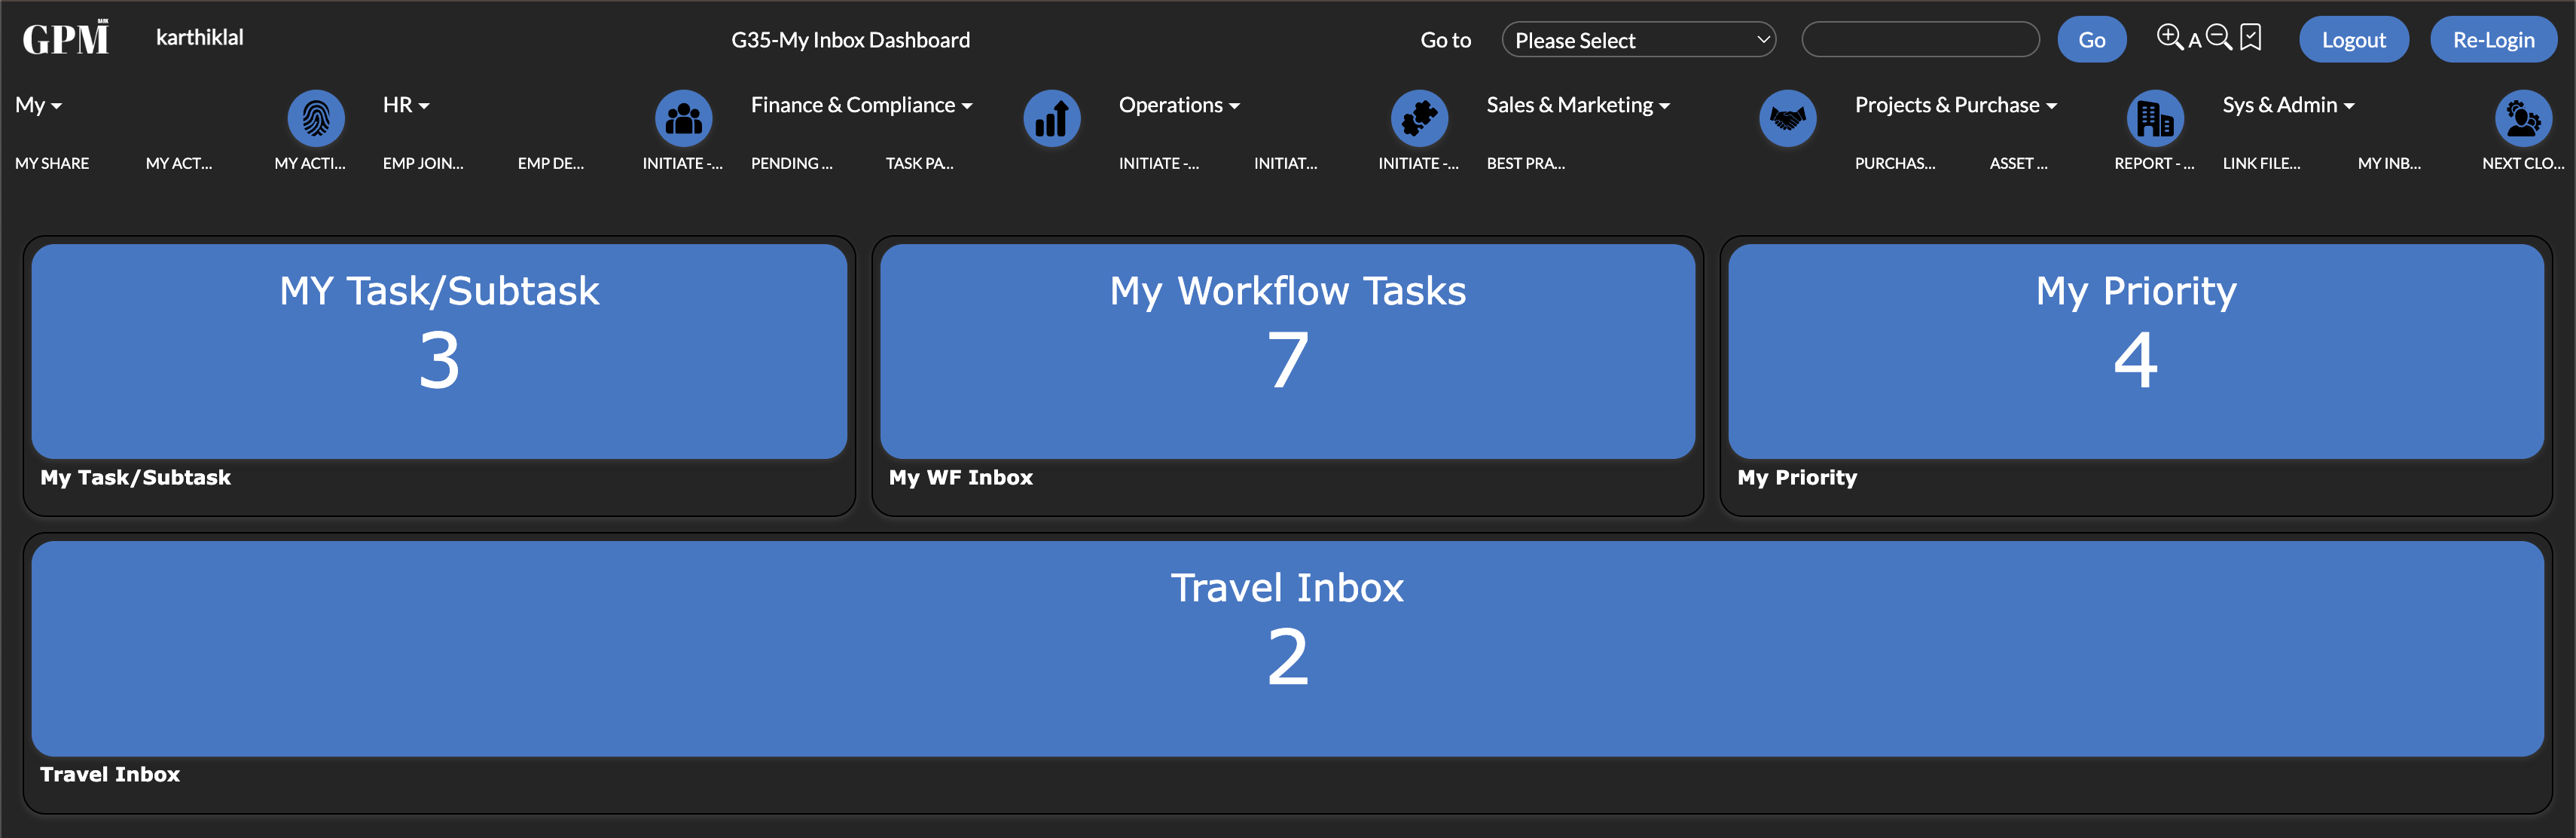 GPM
karthiklal
G35-My Inbox Dashboard
Go to
Please Select
Go
A
Logout
Re-Login
My
HR
Finance & Compliance
Operations
Sales & Marketing
Projects & Purchase
Sys & Admin
MY SHARE
MY ACT...
MY ACTI...
EMP JOIN...
EMP DE...
INITIATE -...
PENDING ...
TASK PA...
INITIATE -...
INITIAT...
INITIATE -...
BEST PRA...
PURCHAS...
ASSET ...
REPORT - ...
LINK FILE...
MY INB...
NEXT CLO...
MY Task/Subtask
3
My Task/Subtask
My Workflow Tasks
7
My WF Inbox
My Priority
4
My Priority
Travel Inbox
2
Travel Inbox